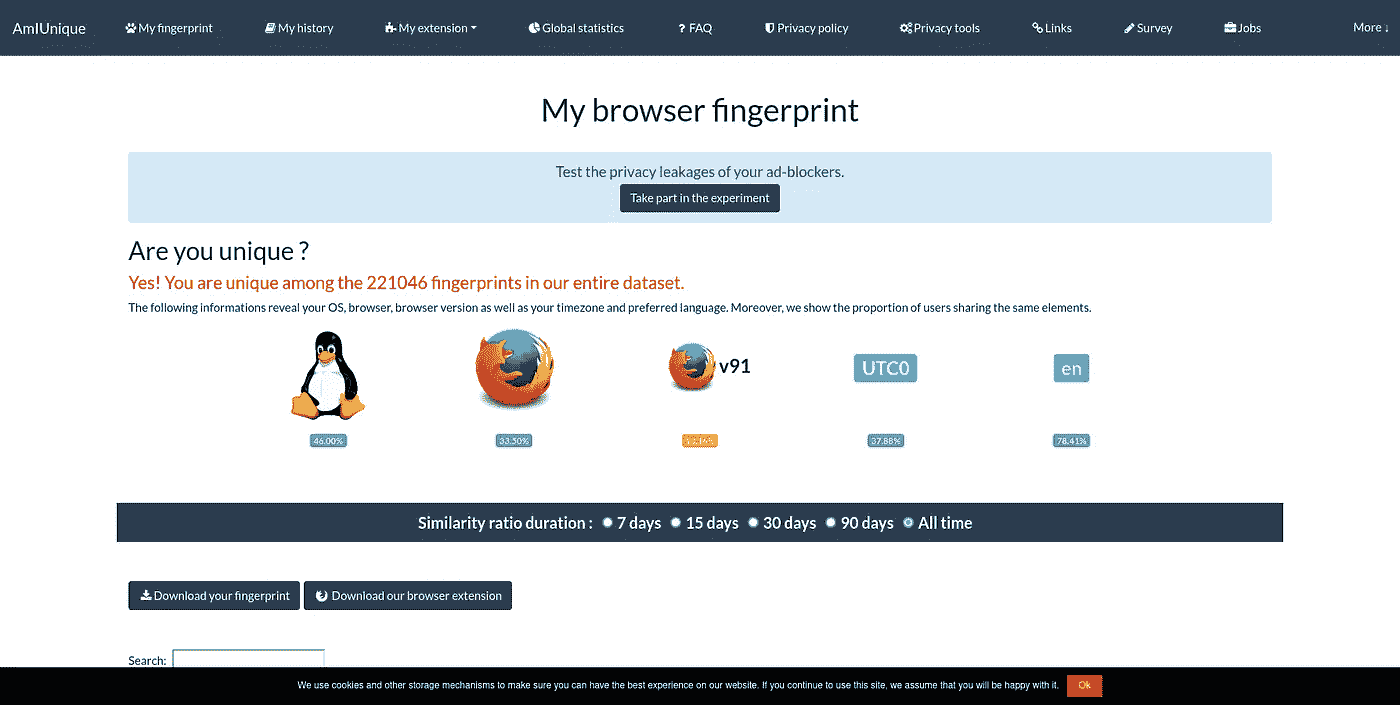 AmIUnique My fingerprint My history My extension Global statistics ? FAQ Privacy policy Privacy tools Links Survey Jobs More ↓
My browser fingerprint
Test the privacy leakages of your ad-blockers.
Take part in the experiment
Are you unique ?
Yes! You are unique among the 221046 fingerprints in our entire dataset.
The following informations reveal your OS, browser, browser version as well as your timezone and preferred language. Moreover, we show the proportion of users sharing the same elements.
v91 UTC0 en
46.00% 33.50% 37.88% 78.41%
Similarity ratio duration : 7 days 15 days 30 days 90 days All time
Download your fingerprint Download our browser extension
Search:
We use cookies and other storage mechanisms to make sure you can have the best experience on our website. If you continue to use this site, we assume that you will be happy with it. Ok